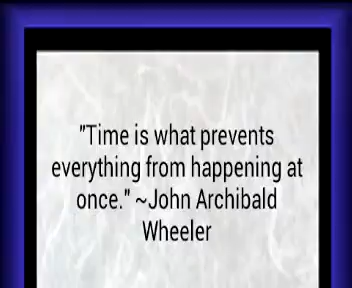 "Time is what prevents
everything from happening at
once." ~John Archibald
Wheeler